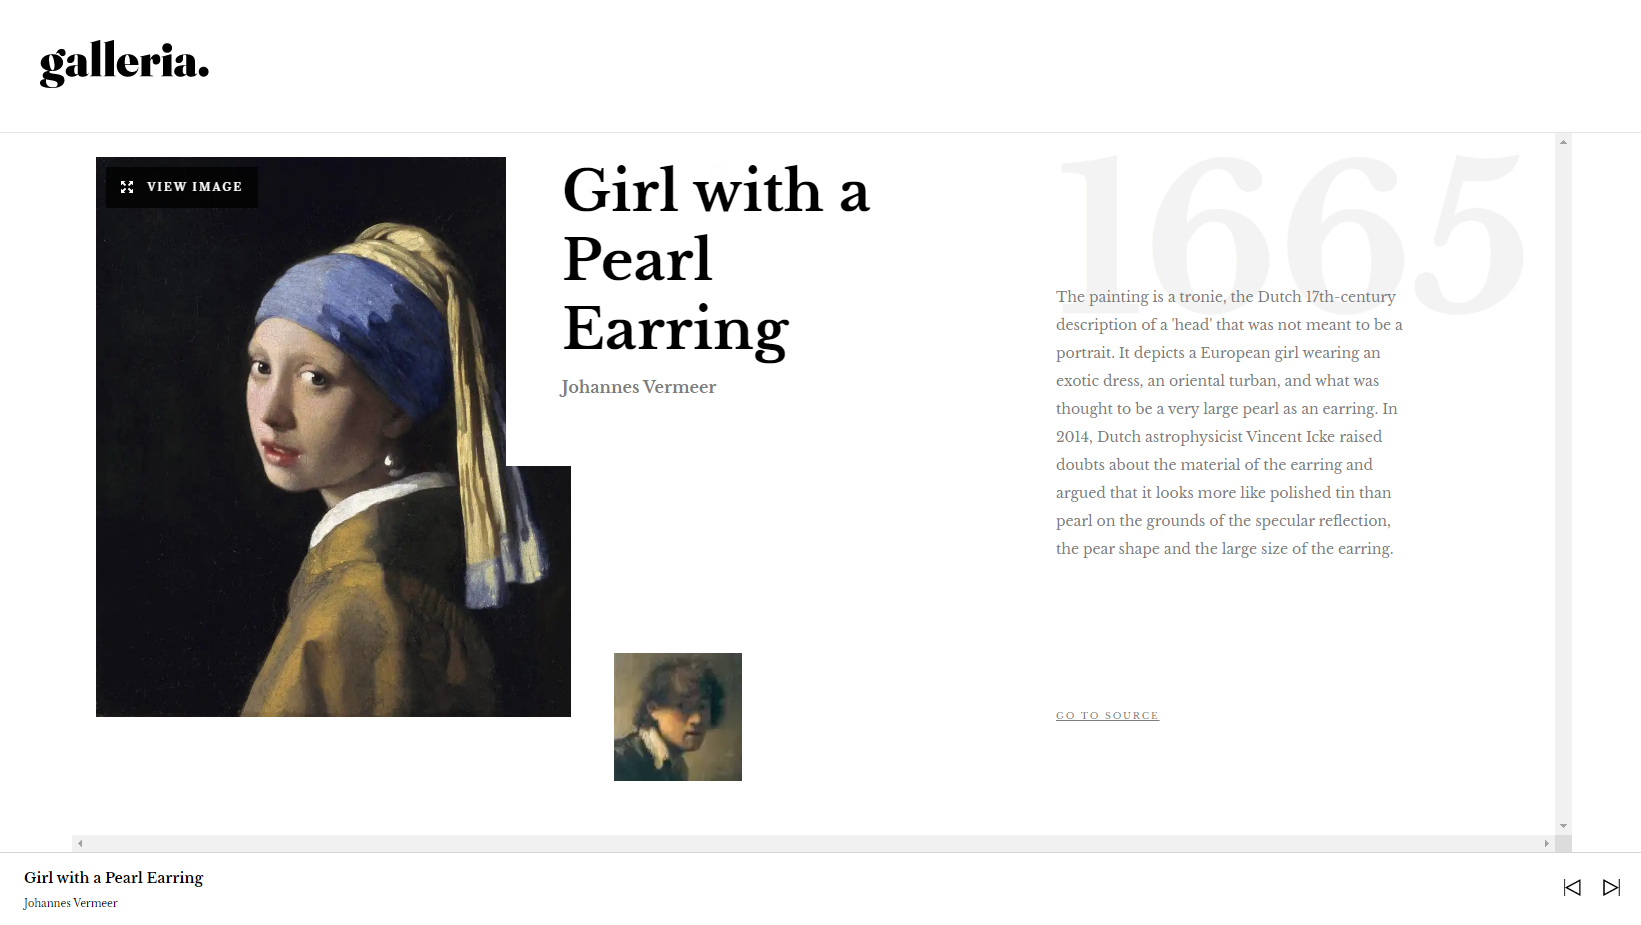 galleria.
VIEW IMAGE
Girl with a
Pearl
Earring
Johannes Vermeer
1665
The painting is a tronie, the Dutch 17th-century
description of a 'head' that was not meant to be a
portrait. It depicts a European girl wearing an
exotic dress, an oriental turban, and what was
thought to be a very large pearl as an earring. In
2014, Dutch astrophysicist Vincent Icke raised
doubts about the material of the earring and
argued that it looks more like polished tin than
pearl on the grounds of the specular reflection,
the pear shape and the large size of the earring.
GO TO SOURCE
Girl with a Pearl Earring
Johannes Vermeer